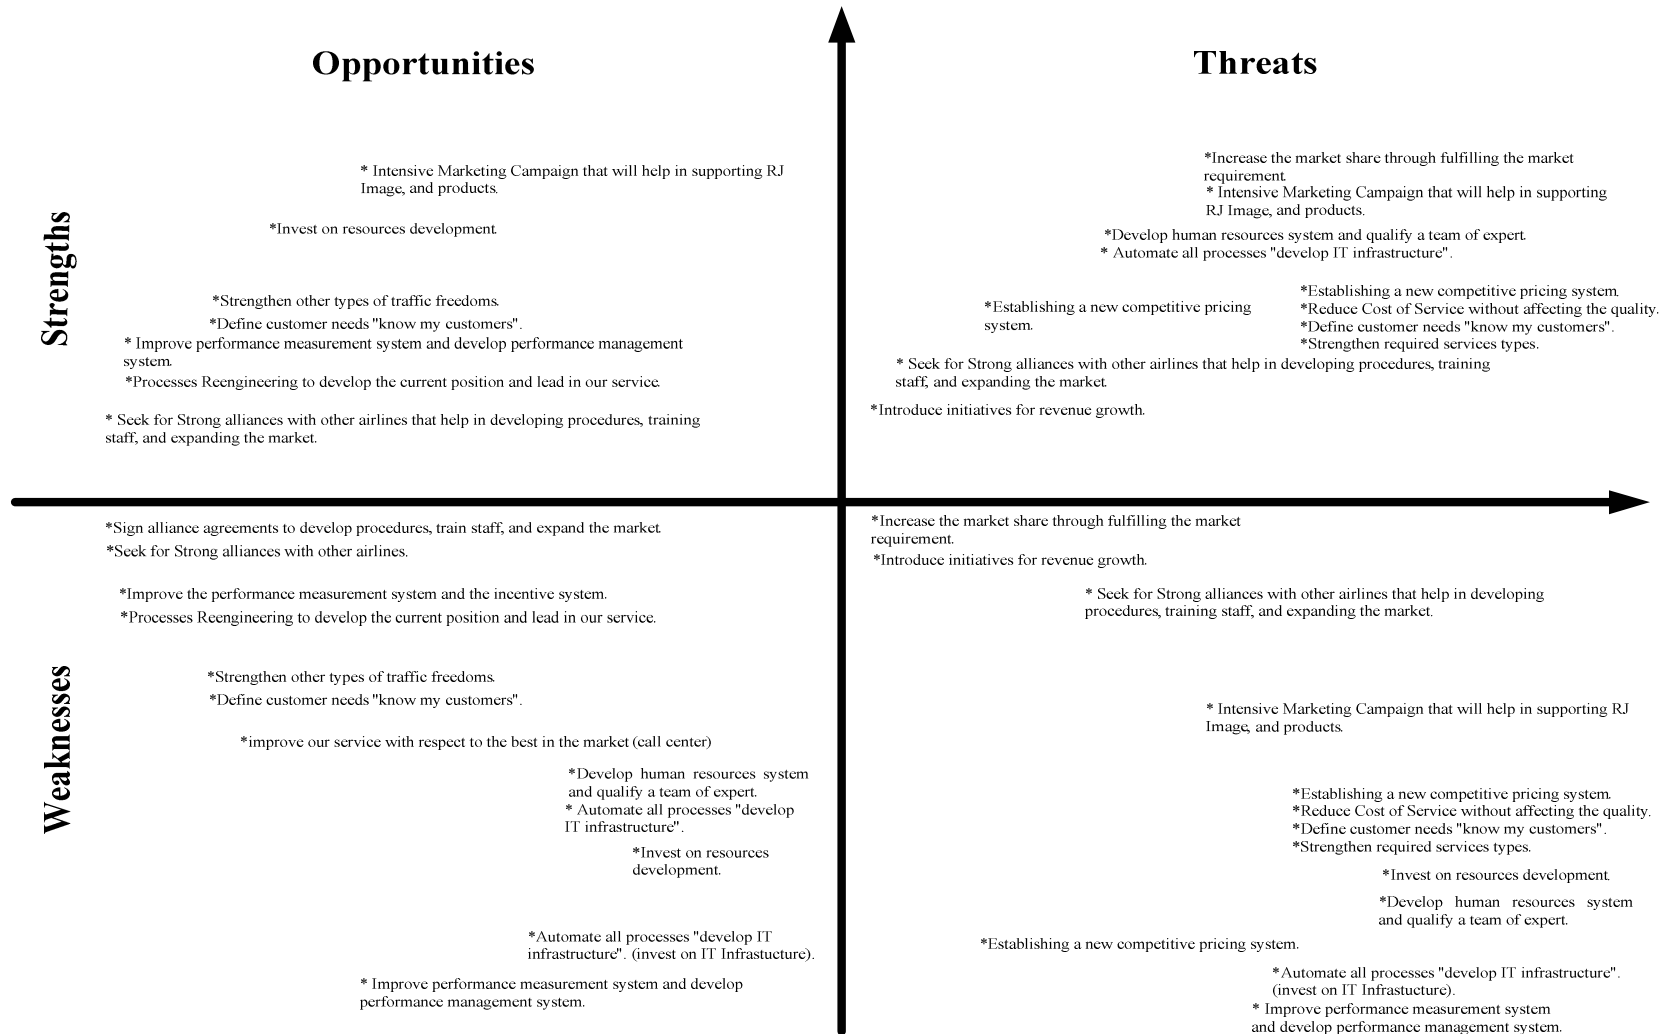 Opportunities
Threats
Strengths
* Intensive Marketing Campaign that will help in supporting RJ
Image, and products.
*Invest on resources development.
*Strengthen other types of traffic freedoms.
*Define customer needs "know my customers".
* Improve performance measurement system and develop performance management
system.
*Processes Reengineering to develop the current position and lead in our service.
* Seek for Strong alliances with other airlines that help in developing procedures, training
staff, and expanding the market.
*Increase the market share through fulfilling the market
requirement.
* Intensive Marketing Campaign that will help in supporting
RJ Image, and products.
*Develop human resources system and qualify a team of expert.
* Automate all processes "develop IT infrastructure".
*Establishing a new competitive pricing
system.
*Establishing a new competitive pricing system.
*Reduce Cost of Service without affecting the quality.
*Define customer needs "know my customers".
*Strengthen required services types.
* Seek for Strong alliances with other airlines that help in developing procedures, training
staff, and expanding the market.
*Introduce initiatives for revenue growth.
Weaknesses
*Sign alliance agreements to develop procedures, train staff, and expand the market.
*Seek for Strong alliances with other airlines.
*Improve the performance measurement system and the incentive system.
*Processes Reengineering to develop the current position and lead in our service.
*Strengthen other types of traffic freedoms.
*Define customer needs "know my customers".
*improve our service with respect to the best in the market (call center)
*Develop human resources system
and qualify a team of expert.
* Automate all processes "develop
IT infrastructure".
*Invest on resources
development.
*Automate all processes "develop IT
infrastructure". (invest on IT Infrastucture).
* Improve performance measurement system and develop
performance management system.
*Increase the market share through fulfilling the market
requirement.
*Introduce initiatives for revenue growth.
* Seek for Strong alliances with other airlines that help in developing
procedures, training staff, and expanding the market.
* Intensive Marketing Campaign that will help in supporting RJ
Image, and products.
*Establishing a new competitive pricing system.
*Reduce Cost of Service without affecting the quality.
*Define customer needs "know my customers".
*Strengthen required services types.
*Invest on resources development.
*Develop human resources system
and qualify a team of expert.
*Establishing a new competitive pricing system.
*Automate all processes "develop IT infrastructure".
(invest on IT Infrastucture).
* Improve performance measurement system
and develop performance management system.